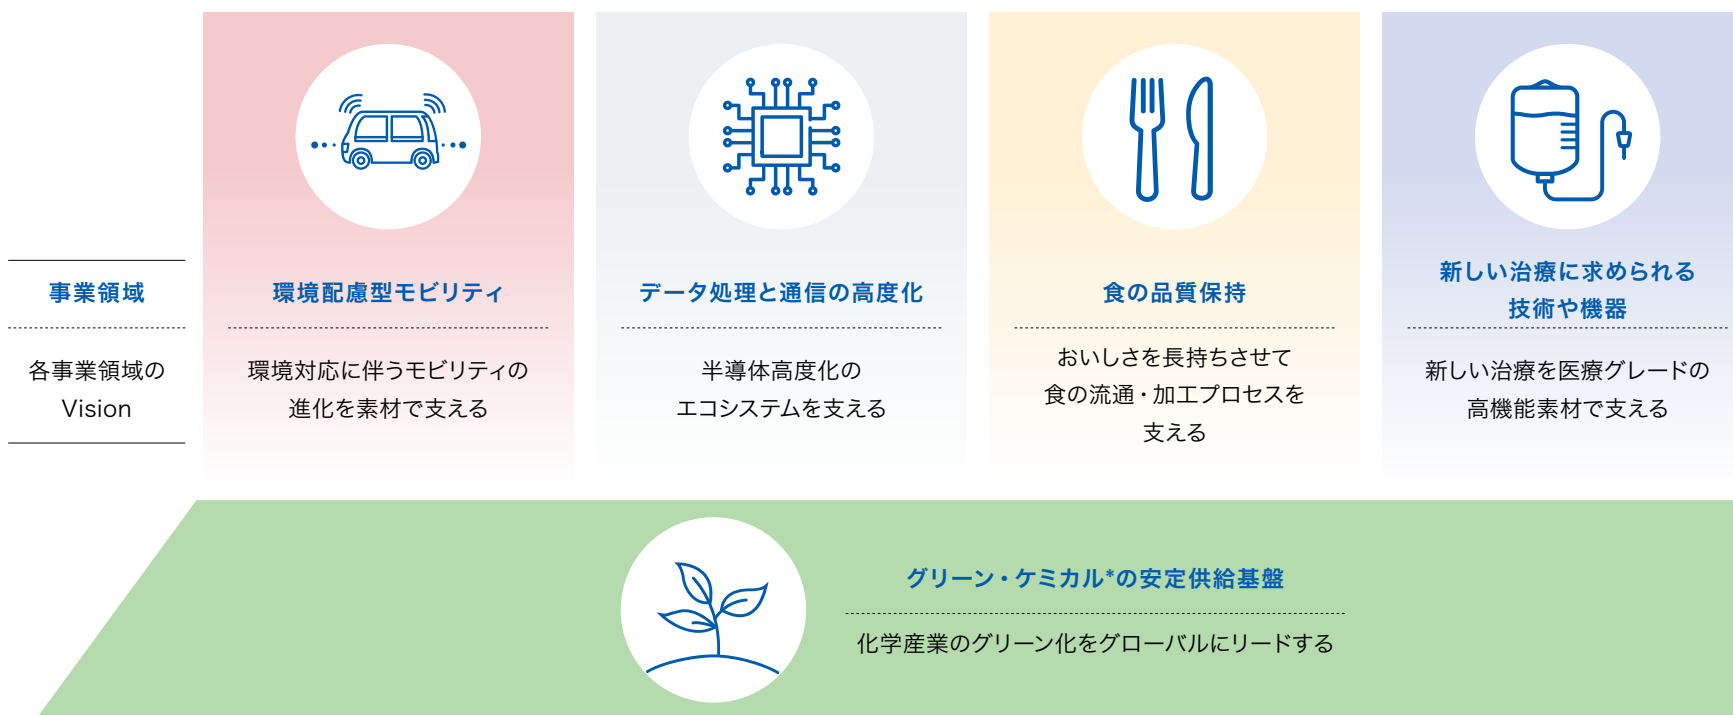 事業領域
各事業領域の
Vision
環境配慮型モビリティ
環境対応に伴うモビリティの
進化を素材で支える
データ処理と通信の高度化
半導体高度化の
エコシステムを支える
食の品質保持
おいしさを長持ちさせて
食の流通・加工プロセスを
支える
新しい治療に求められる
技術や機器
新しい治療を医療グレードの
高機能素材で支える
グリーン・ケミカル*の安定供給基盤
化学産業のグリーン化をグローバルにリードする